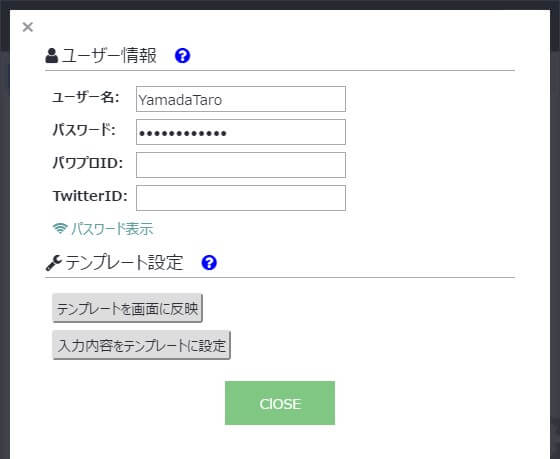 ×
ユーザー情報 ?
ユーザー名: YamadaTaro
パスワード: ••••••••••••
パワプロID:
TwitterID:
パスワード表示
テンプレート設定 ?
テンプレートを画面に反映
入力内容をテンプレートに設定
ClOSE